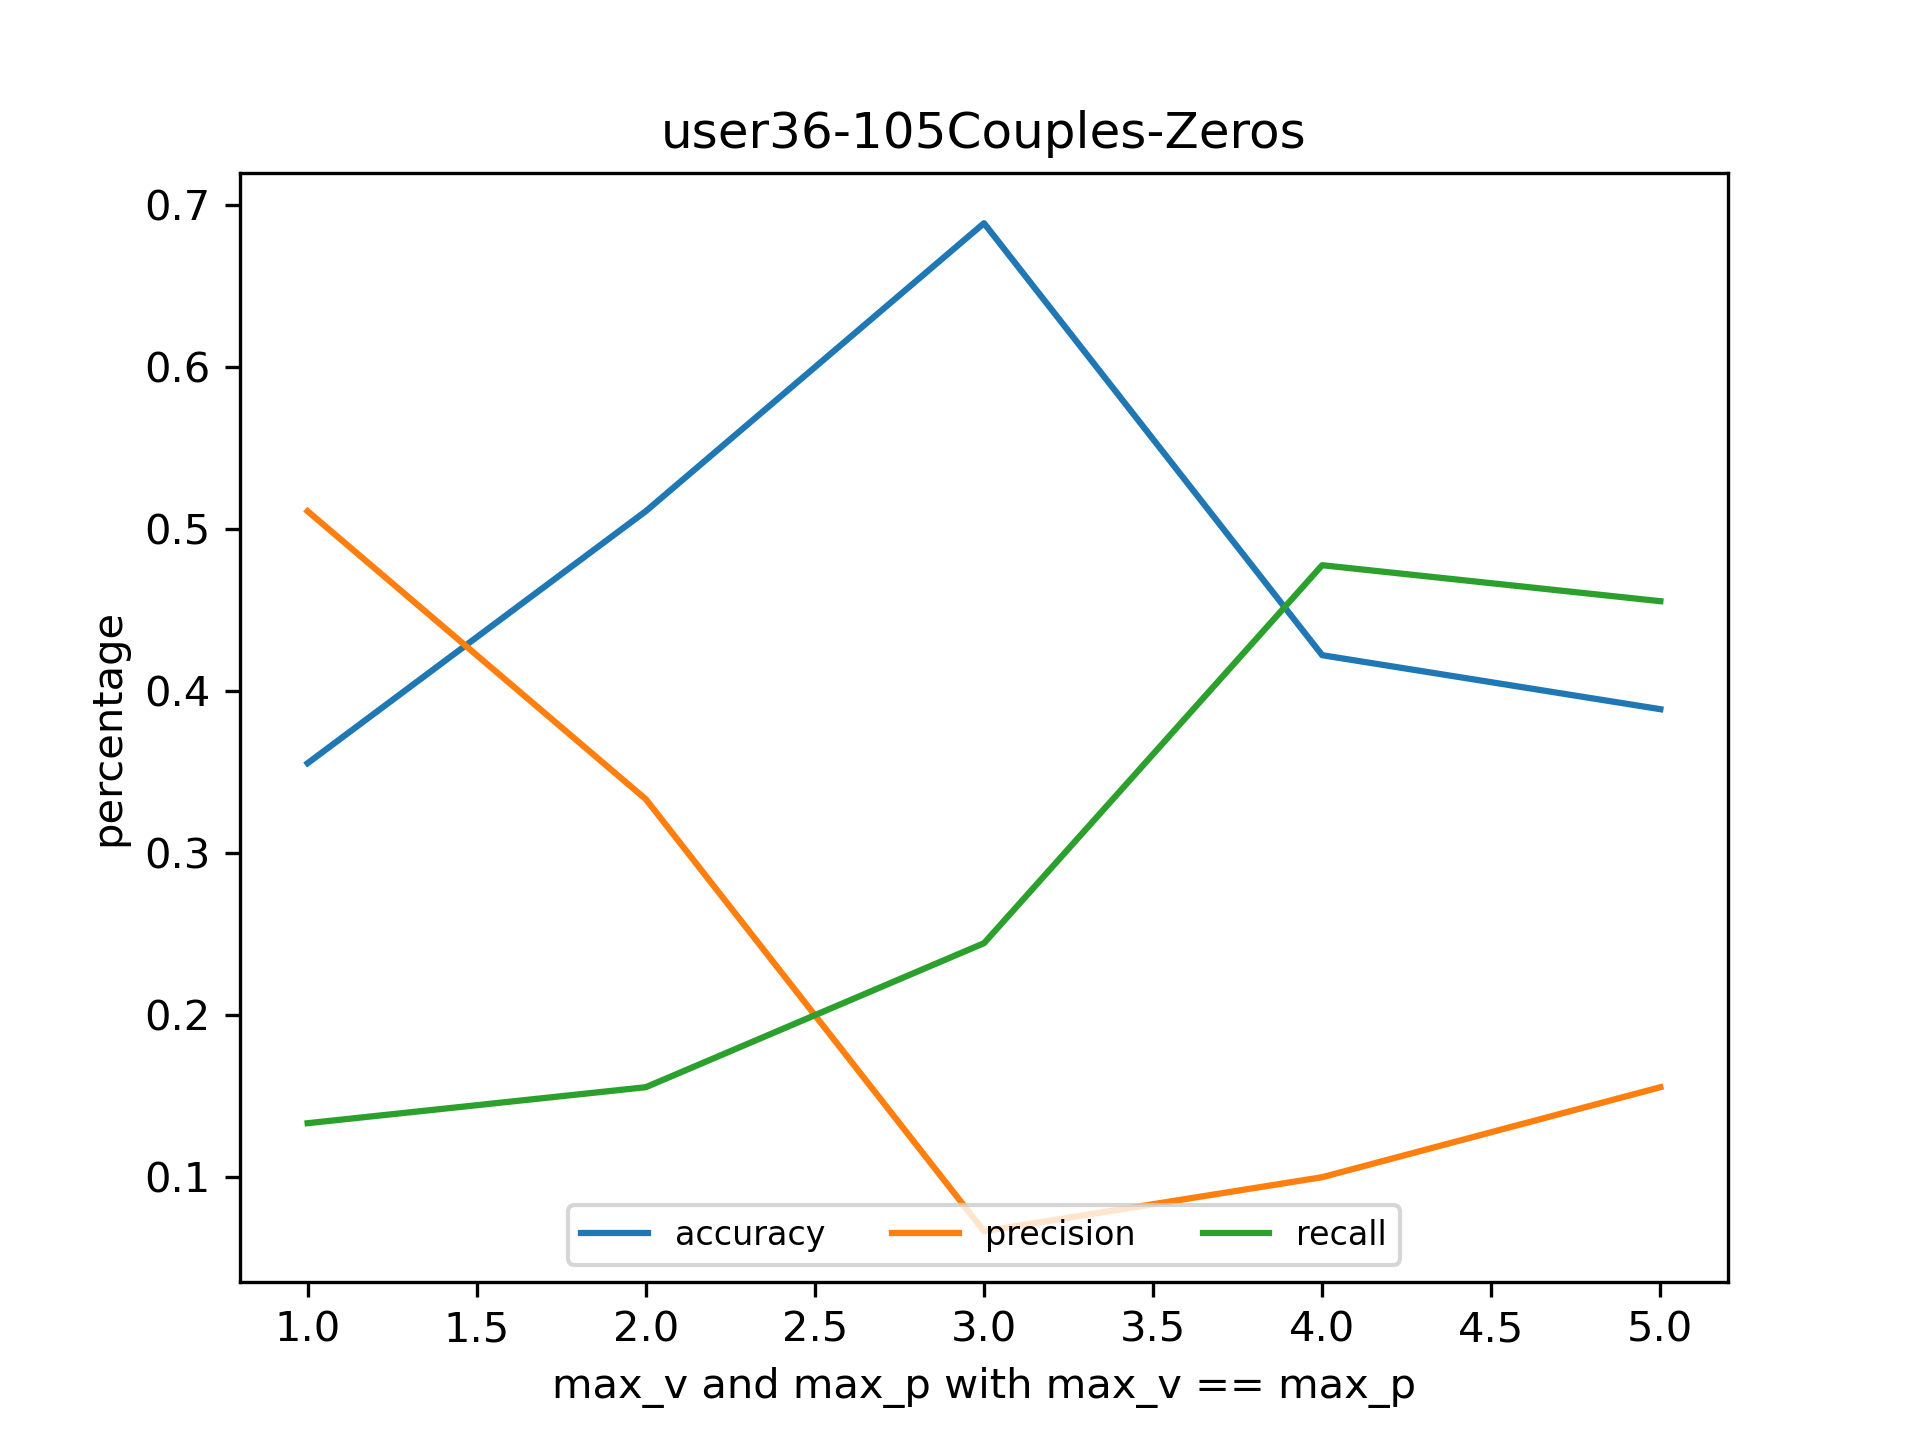 user36-105Couples-Zeros
percentage
0.7
0.6
0.5
0.4
0.3
0.2
0.1
accuracy precision recall
1.0 1.5 2.0 2.5 3.0 3.5 4.0 4.5 5.0
max_v and max_p with max_v == max_p